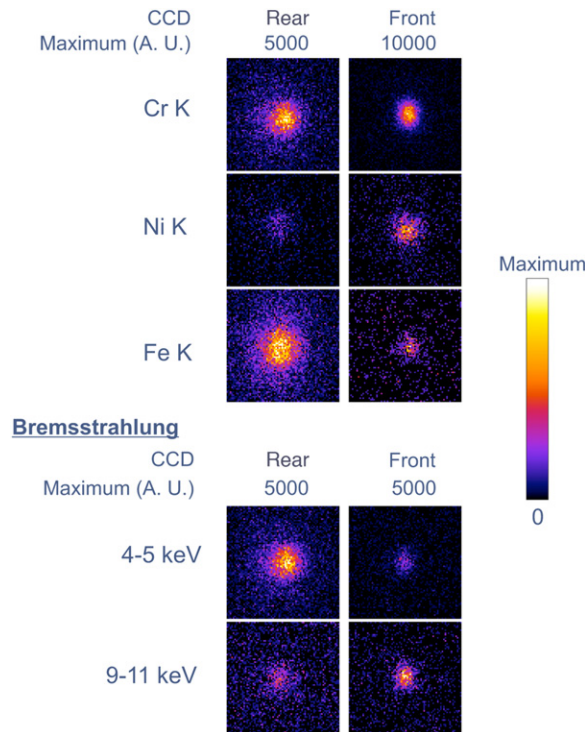 CCD Rear Front
Maximum (A. U.) 5000 10000
Cr K
Ni K
Maximum
Fe K
0
Bremsstrahlung
CCD Rear Front
Maximum (A. U.) 5000 5000
4-5 keV
9-11 keV